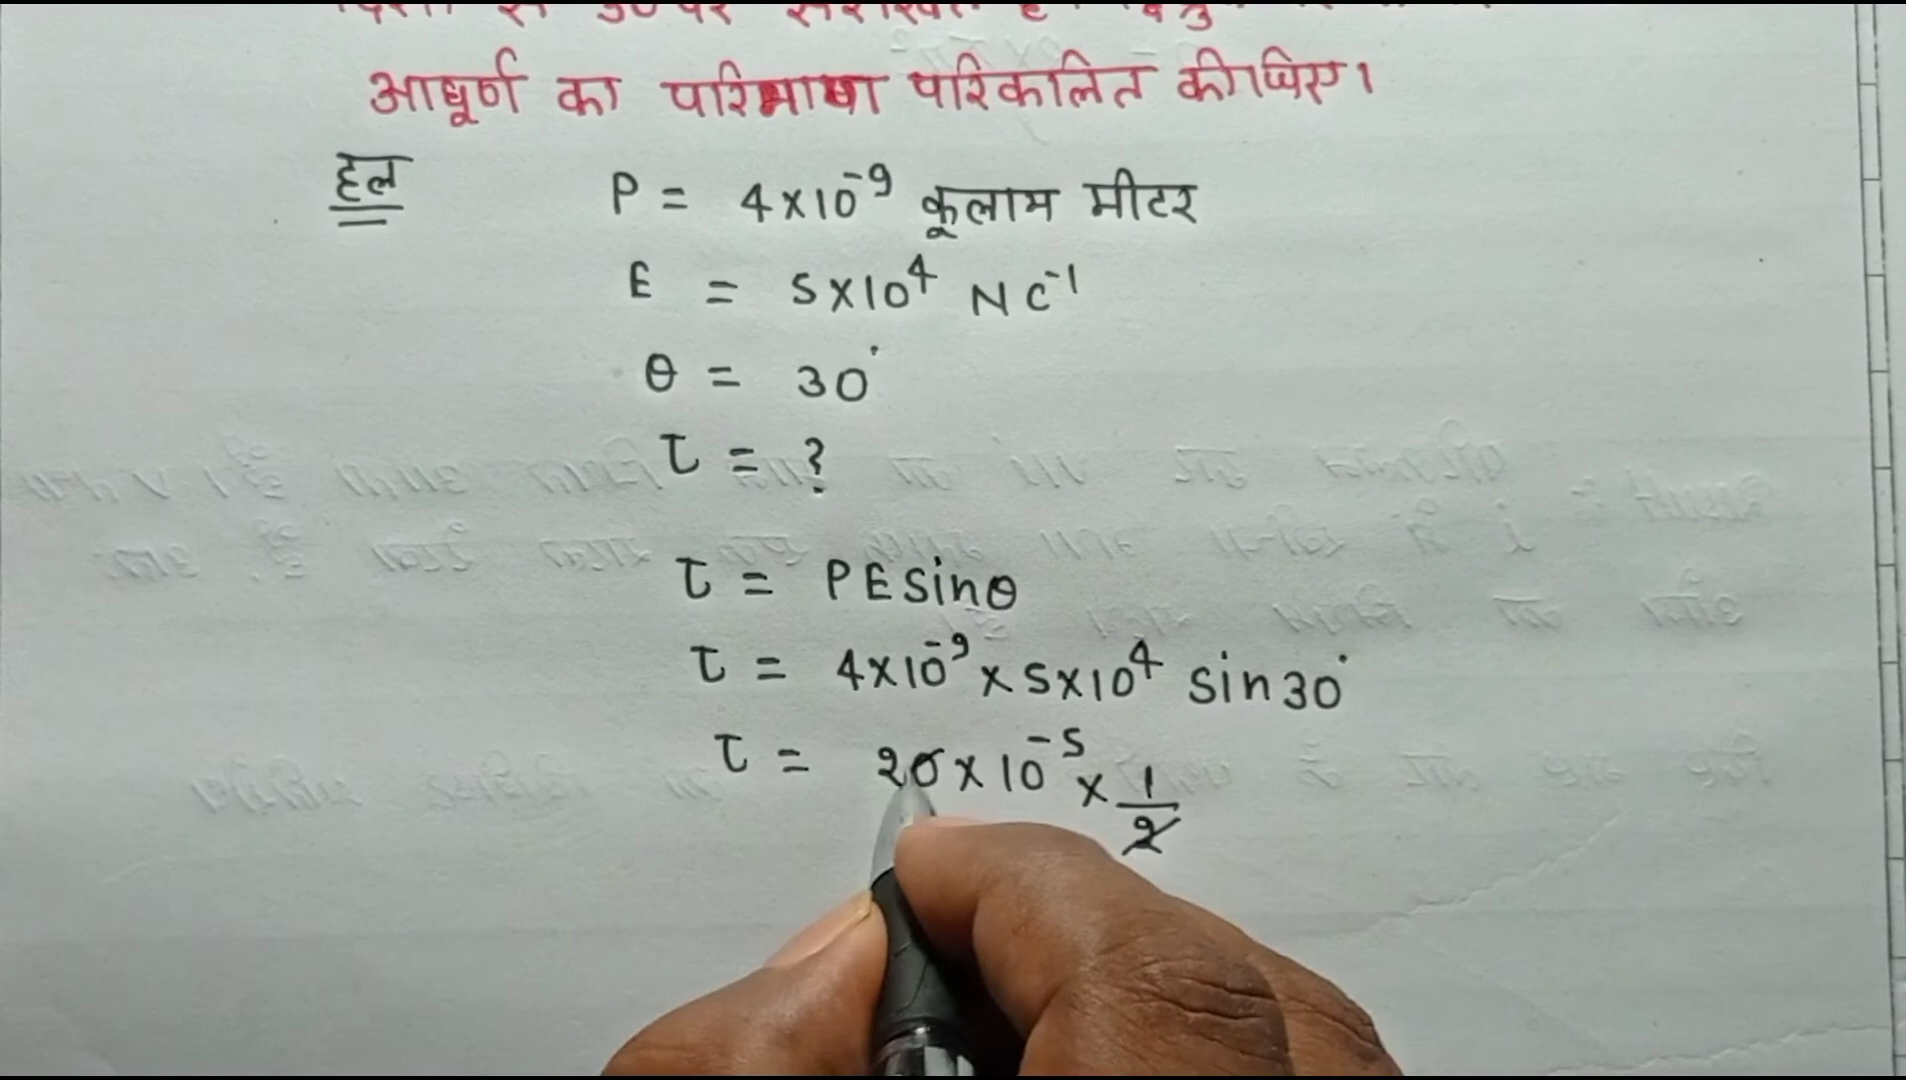 आघूर्ण का परिमाण परिकलित कीजिए।
हल
P = 4×10⁻⁹ कूलाम मीटर
E = 5×10⁴ NC⁻¹
θ = 30°
τ = ?
τ = PEsinθ
τ = 4×10⁻⁹ × 5×10⁴ sin30°
τ = 20×10⁻⁵ × 1/2